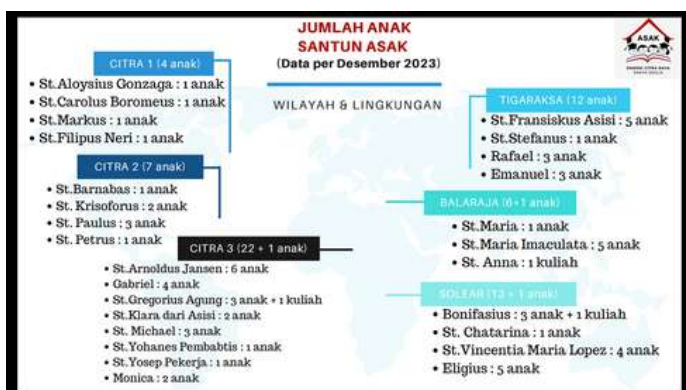 JUMLAH ANAK
SANTUN ASAK
(Data per Desember 2023)
WILAYAH & LINGKUNGAN
ASAK
CITRA 1 (4 anak)
• St.Aloysius Gonzaga : 1 anak
• St.Carolus Boromeus : 1 anak
• St.Markus : 1 anak
• St.Filipus Neri : 1 anak
CITRA 2 (7 anak)
• St.Barnabas : 1 anak
• St. Krisoforus : 2 anak
• St. Paulus : 3 anak
• St. Petrus : 1 anak
CITRA 3 (22 + 1 anak)
• St.Arnoldus Jansen : 6 anak
• Gabriel : 4 anak
• St.Gregorius Agung : 3 anak + 1 kuliah
• St.Klara dari Asisi : 2 anak
• St. Michael : 3 anak
• St.Yohanes Pembabtis : 1 anak
• St.Yosep Pekerja : 1 anak
• Monica : 2 anak
TIGARAKSA (12 anak)
• St.Fransiskus Asisi : 5 anak
• St.Stefanus : 1 anak
• Rafael : 3 anak
• Emanuel : 3 anak
BALARAJA (6+1 anak)
• St.Maria : 1 anak
• St.Maria Imaculata : 5 anak
• St. Anna : 1 kuliah
SOLEAR (13 + 1 anak)
• Bonifasius : 3 anak + 1 kuliah
• St. Chatarina : 1 anak
• St.Vincentia Maria Lopez : 4 anak
• Eligius : 5 anak